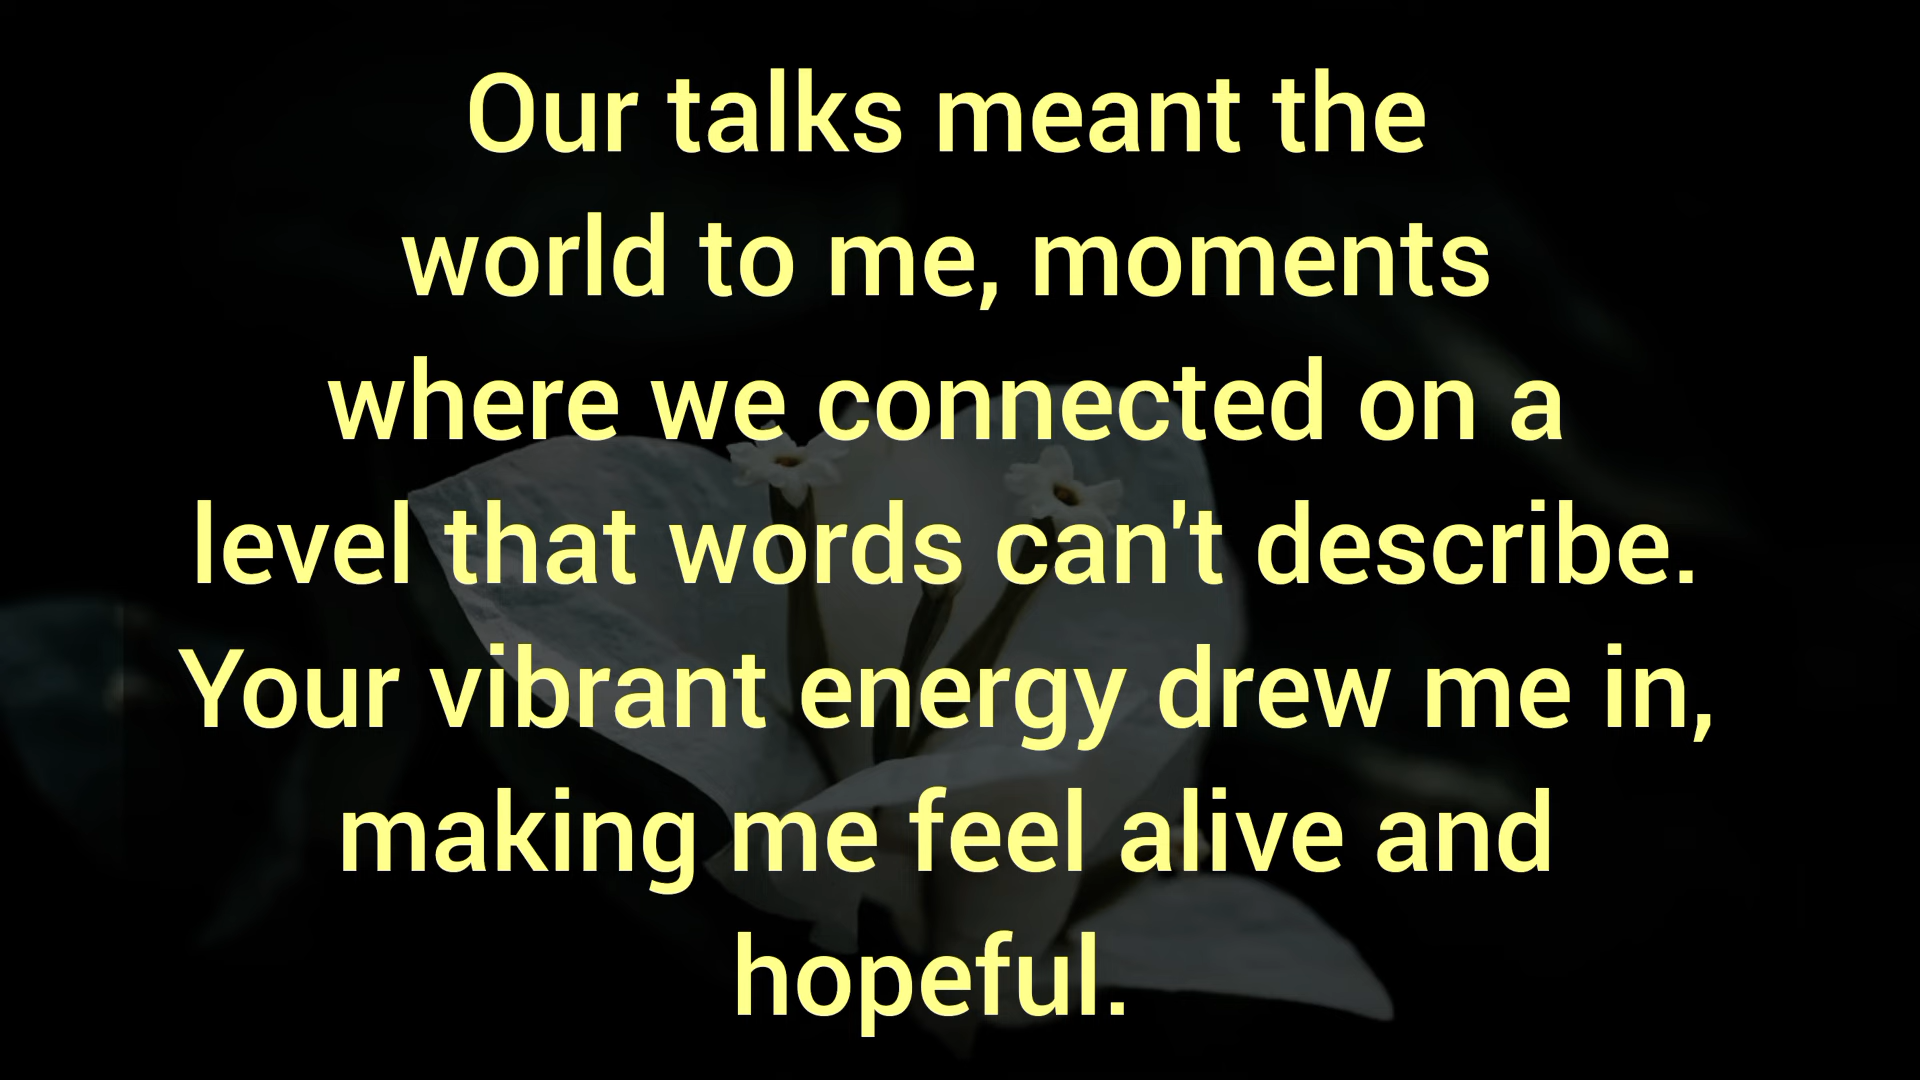 Our talks meant the
world to me, moments
where we connected on a
level that words can't describe.
Your vibrant energy drew me in,
making me feel alive and
hopeful.